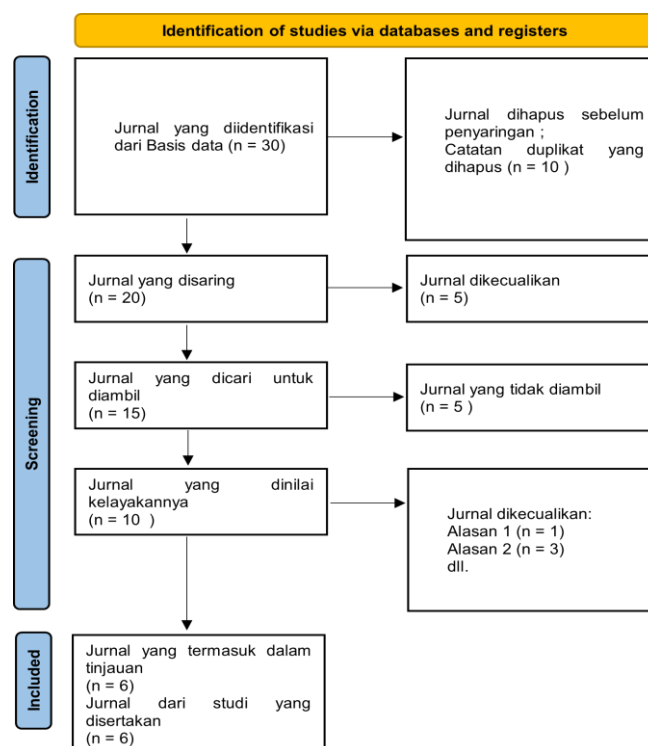 Identification of studies via databases and registers
Identification
Jurnal yang diidentifikasi
dari Basis data (n = 30)
Jurnal dihapus sebelum
penyaringan ;
Catatan duplikat yang
dihapus (n = 10 )
Screening
Jurnal yang disaring
(n = 20)
Jurnal dikecualikan
(n = 5)
Jurnal yang dicari untuk
diambil
(n = 15)
Jurnal yang tidak diambil
(n = 5 )
Jurnal yang dinilai
kelayakannya
(n = 10 )
Jurnal dikecualikan:
Alasan 1 (n = 1)
Alasan 2 (n = 3)
dll.
Included
Jurnal yang termasuk dalam
tinjauan
(n = 6)
Jurnal dari studi yang
disertakan
(n = 6)